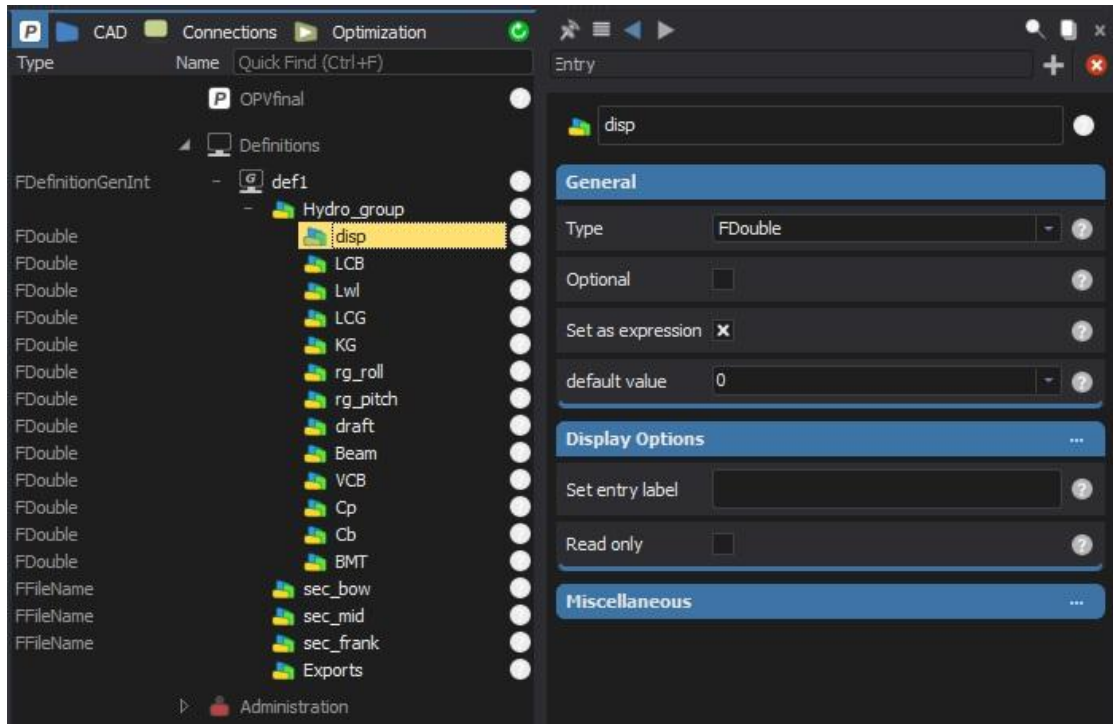 P CAD Connections Optimization
Type Name Quick Find (Ctrl+F)
P OPVfinal
Definitions
FDefinitionGenInt G def1
Hydro_group
FDouble disp
FDouble LCB
FDouble Lwl
FDouble LCG
FDouble KG
FDouble rg_roll
FDouble rg_pitch
FDouble draft
FDouble Beam
FDouble VCB
FDouble Cp
FDouble Cb
FDouble BMT
FFileName sec_bow
FFileName sec_mid
FFileName sec_frank
Exports
Administration
Entry
disp
General
Type FDouble ?
Optional ?
Set as expression ?
default value 0 ?
Display Options ...
Set entry label ?
Read only ?
Miscellaneous ...